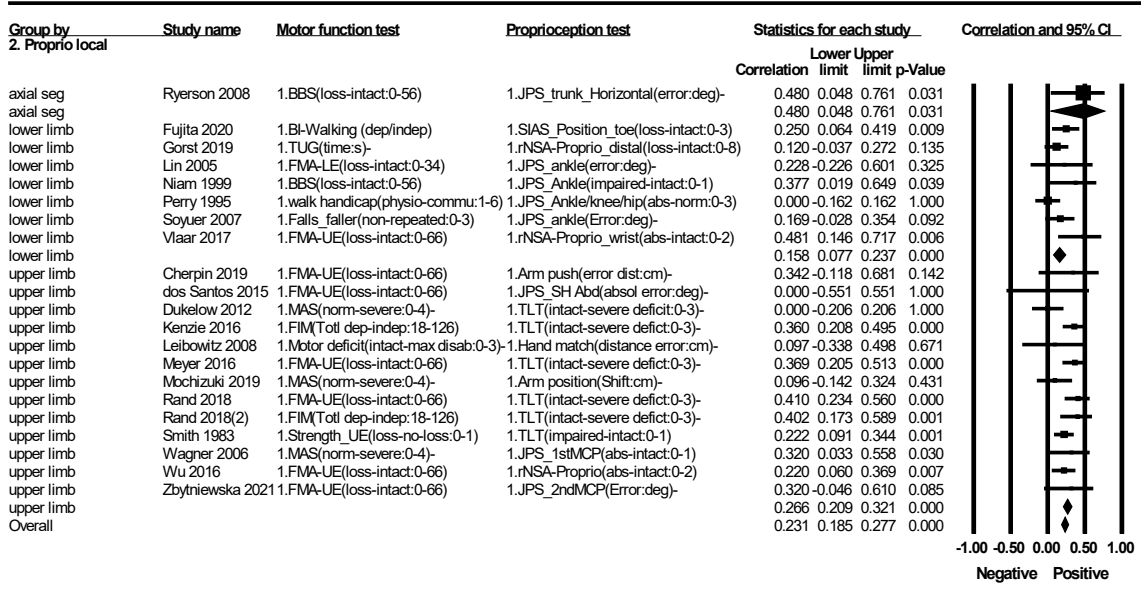 Group by Study name Motor function test Proprioception test Statistics for each study Correlation and 95% CI
2. Proprio local
Lower Upper
Correlation limit limit p-Value
axial seg Ryerson 2008 1.BBS(loss-intact:0-56) 1.JPS_trunk_Horizontal(error:deg)- 0.480 0.048 0.761 0.031
axial seg 0.480 0.048 0.761 0.031
lower limb Fujita 2020 1.BI-Walking (dep/indep) 1.SIAS_Position_toe(loss-intact:0-3) 0.250 0.064 0.419 0.009
lower limb Gorst 2019 1.TUG(time:s)- 1.rNSA-Proprio_distal(loss-intact:0-8) 0.120 -0.037 0.272 0.135
lower limb Lin 2005 1.FMA-LE(loss-intact:0-34) 1.JPS_ankle(error:deg)- 0.228 -0.226 0.601 0.325
lower limb Niam 1999 1.BBS(loss-intact:0-56) 1.JPS_Ankle(impaired-intact:0-1) 0.377 0.019 0.649 0.039
lower limb Perry 1995 1.walk handicap(physio-commu:1-6) 1.JPS_Ankle/knee/hip(abs-norm:0-3) 0.000 -0.162 0.162 1.000
lower limb Soyuer 2007 1.Falls_faller(non-repeated:0-3) 1.JPS_ankle(Error:deg)- 0.169 -0.028 0.354 0.092
lower limb Vlaar 2017 1.FMA-UE(loss-intact:0-66) 1.rNSA-Proprio_wrist(abs-intact:0-2) 0.481 0.146 0.717 0.006
lower limb 0.158 0.077 0.237 0.000
upper limb Cherpin 2019 1.FMA-UE(loss-intact:0-66) 1.Arm push(error dist:cm)- 0.342 -0.118 0.681 0.142
upper limb dos Santos 2015 1.FMA-UE(loss-intact:0-66) 1.JPS_SH Abd(absol error:deg)- 0.000 -0.551 0.551 1.000
upper limb Dukelow 2012 1.MAS(norm-severe:0-4)- 1.TLT(intact-severe deficit:0-3)- 0.000 -0.206 0.206 1.000
upper limb Kenzie 2016 1.FIM(Totl dep-indep:18-126) 1.TLT(intact-severe defict:0-3)- 0.360 0.208 0.495 0.000
upper limb Leibowitz 2008 1.Motor deficit(intact-max disab:0-3)- 1.Hand match(distance error:cm)- 0.097 -0.338 0.498 0.671
upper limb Meyer 2016 1.FMA-UE(loss-intact:0-66) 1.TLT(intact-severe defict:0-3)- 0.369 0.205 0.513 0.000
upper limb Mochizuki 2019 1.MAS(norm-severe:0-4)- 1.Arm position(Shift:cm)- 0.096 -0.142 0.324 0.431
upper limb Rand 2018 1.FMA-UE(loss-intact:0-66) 1.TLT(intact-severe defict:0-3)- 0.410 0.234 0.560 0.000
upper limb Rand 2018(2) 1.FIM(Totl dep-indep:18-126) 1.TLT(intact-severe defict:0-3)- 0.402 0.173 0.589 0.001
upper limb Smith 1983 1.Strength_UE(loss-no-loss:0-1) 1.TLT(impaired-intact:0-1) 0.222 0.091 0.344 0.001
upper limb Wagner 2006 1.MAS(norm-severe:0-4)- 1.JPS_1stMCP(abs-intact:0-1) 0.320 0.033 0.558 0.030
upper limb Wu 2016 1.FMA-UE(loss-intact:0-66) 1.rNSA-Proprio(abs-intact:0-2) 0.220 0.060 0.369 0.007
upper limb Zbytniewska 2021 1.FMA-UE(loss-intact:0-66) 1.JPS_2ndMCP(Error:deg)- 0.320 -0.046 0.610 0.085
upper limb 0.266 0.209 0.321 0.000
Overall 0.231 0.185 0.277 0.000
-1.00 -0.50 0.00 0.50 1.00
Negative Positive